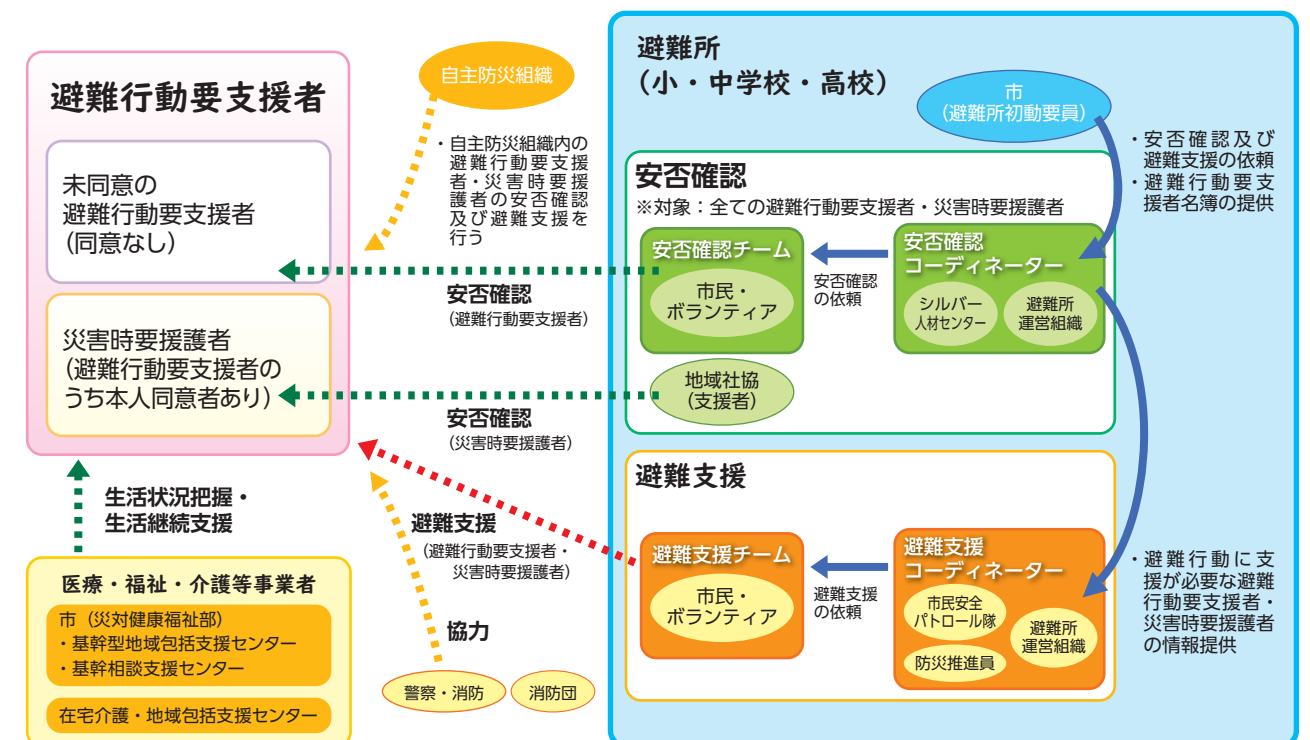 避難行動要支援者
未同意の
避難行動要支援者
(同意なし)
災害時要援護者
(避難行動要支援者の
うち本人同意者あり)
生活状況把握・
生活継続支援
医療・福祉・介護等事業者
市(災対健康福祉部)
・基幹型地域包括支援センター
・基幹相談支援センター
在宅介護・地域包括支援センター
自主防災組織
・自主防災組織内の
避難行動要支援
者・災害時要援
護者の安否確認
及び避難支援を
行う
安否確認
(避難行動要支援者)
安否確認
(災害時要援護者)
避難支援
(避難行動要支援者・
災害時要援護者)
協力
警察・消防
消防団
避難所
(小・中学校・高校)
市
(避難所初動要員)
・安否確認及び
避難支援の依頼
・避難行動要支
援者名簿の提供
安否確認
※対象:全ての避難行動要支援者・災害時要援護者
安否確認チーム
市民・
ボランティア
安否確認
の依頼
安否確認
コーディネーター
シルバー
人材センター
避難所
運営組織
地域社協
(支援者)
避難支援
避難支援チーム
市民・
ボランティア
避難支援
の依頼
避難支援
コーディネーター
市民安全
パトロール隊
防災推進員
避難所
運営組織
・避難行動に支
援が必要な避難
行動要支援者・
災害時要援護者
の情報提供